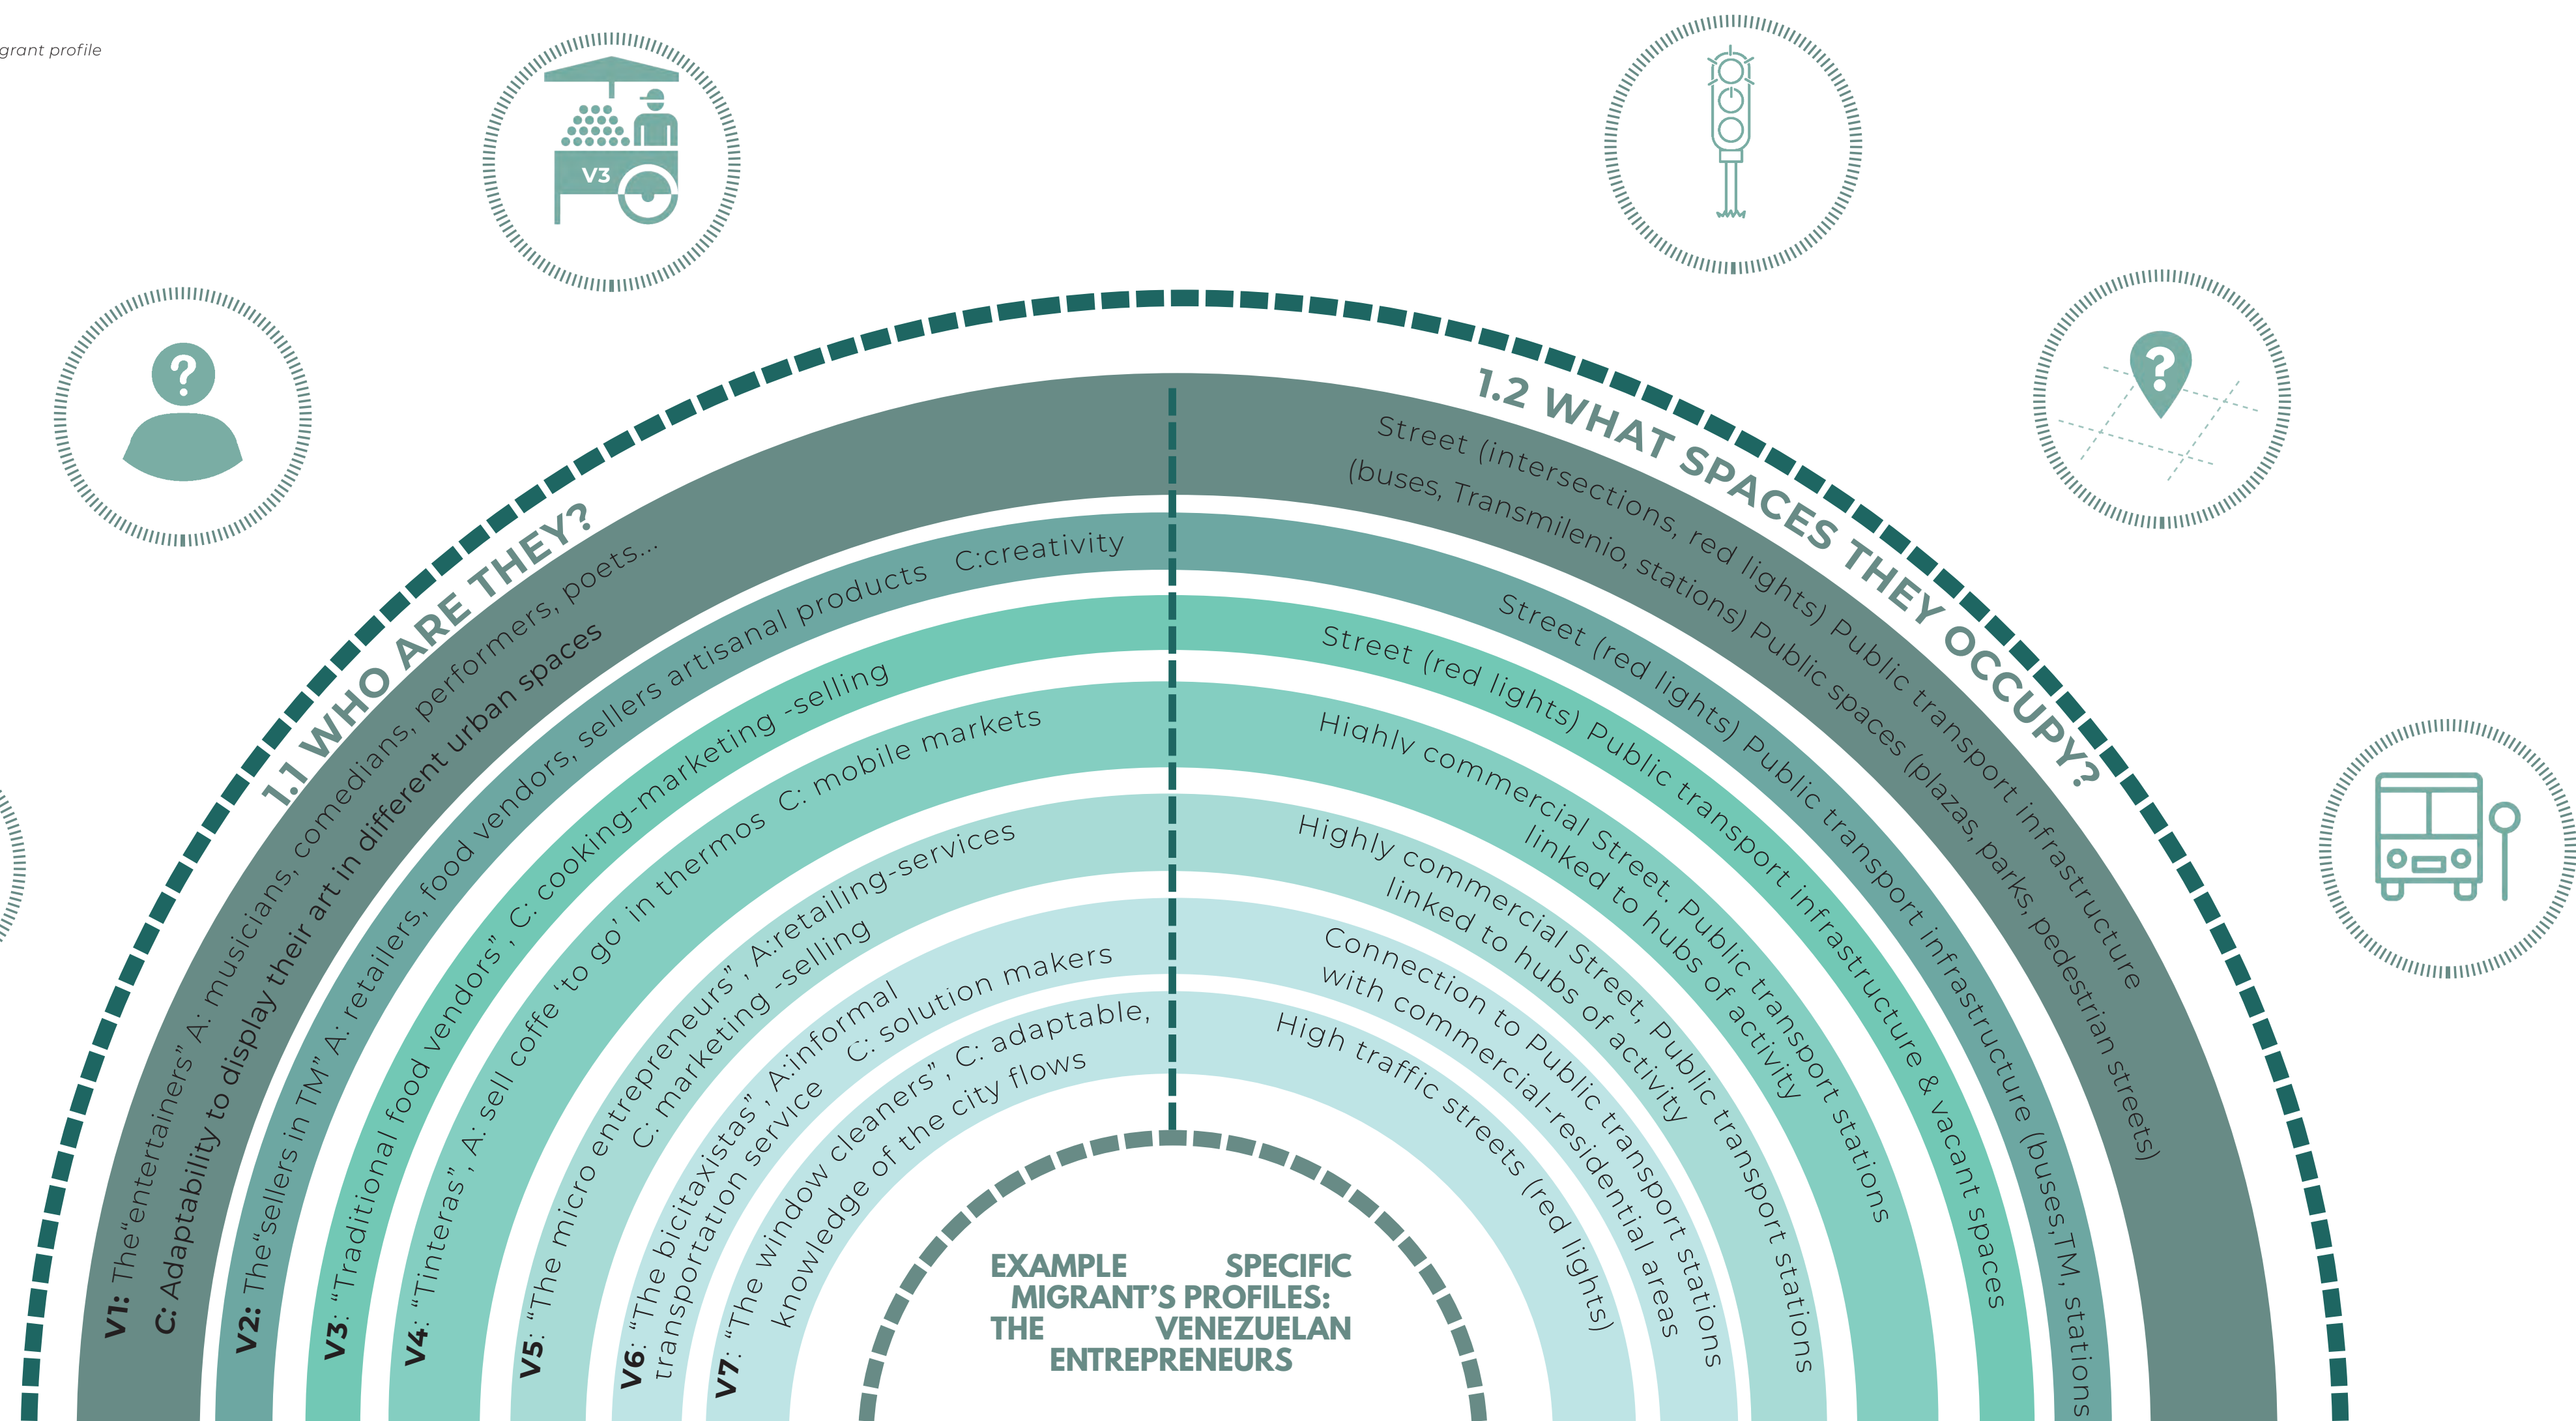 grant profile
V3
?
?
1.1 WHO ARE THEY?
1.2 WHAT SPACES THEY OCCUPY?
V1: The“entertainers” A: musicians, comedians, performers, poets...
C: Adaptability to display their art in different urban spaces
Street (intersections, red lights) Public transport infrastructure
(buses, Transmilenio, stations) Public spaces (plazas, parks, pedestrian streets)
V2: The“sellers in TM” A: retailers, food vendors, sellers artisanal products C:creativity
Street (red lights) Public transport infrastructure (buses,TM, stations
V3: “Traditional food vendors”, C: cooking-marketing -selling
Street (red lights) Public transport infrastructure & vacant spaces
V4: “Tinteras”, A: sell coffe ‘to go’ in thermos C: mobile markets
Highly commercial Street, Public transport stations
linked to hubs of activity
V5: “The micro entrepreneurs”, A:retailing-services
C: marketing -selling
Highly commercial Street, Public transport stations
linked to hubs of activity
V6: “The bicitaxistas”, A:informal
transportation service C: solution makers
Connection to Public transport stations
with commercial-residential areas
V7: “The window cleaners”, C: adaptable,
knowledge of the city flows
High traffic streets (red lights)
EXAMPLE SPECIFIC
MIGRANT’S PROFILES:
THE VENEZUELAN
ENTREPRENEURS